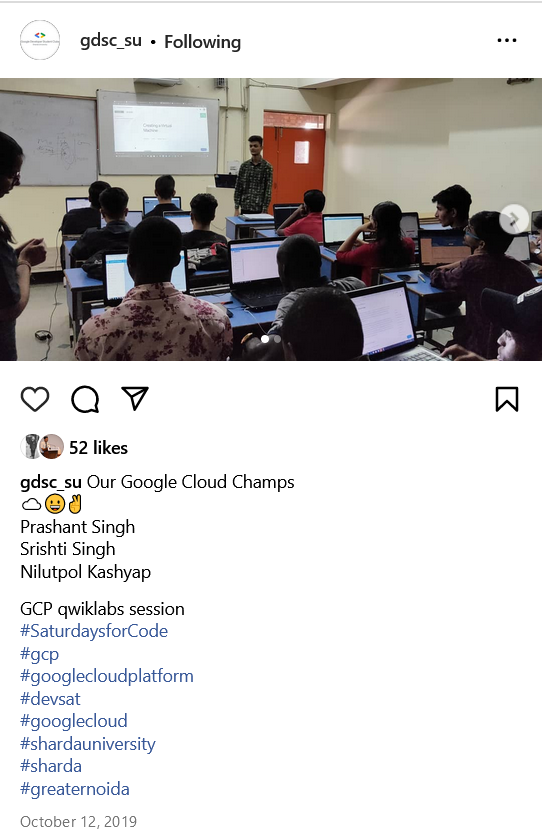 gdsc_su • Following
Creating a Virtual
Machine
52 likes
gdsc_su Our Google Cloud Champs
☁😀✌
Prashant Singh
Srishti Singh
Nilutpol Kashyap
GCP qwiklabs session
#SaturdaysforCode
#gcp
#googlecloudplatform
#devsat
#googlecloud
#shardauniversity
#sharda
#greaternoida
October 12, 2019